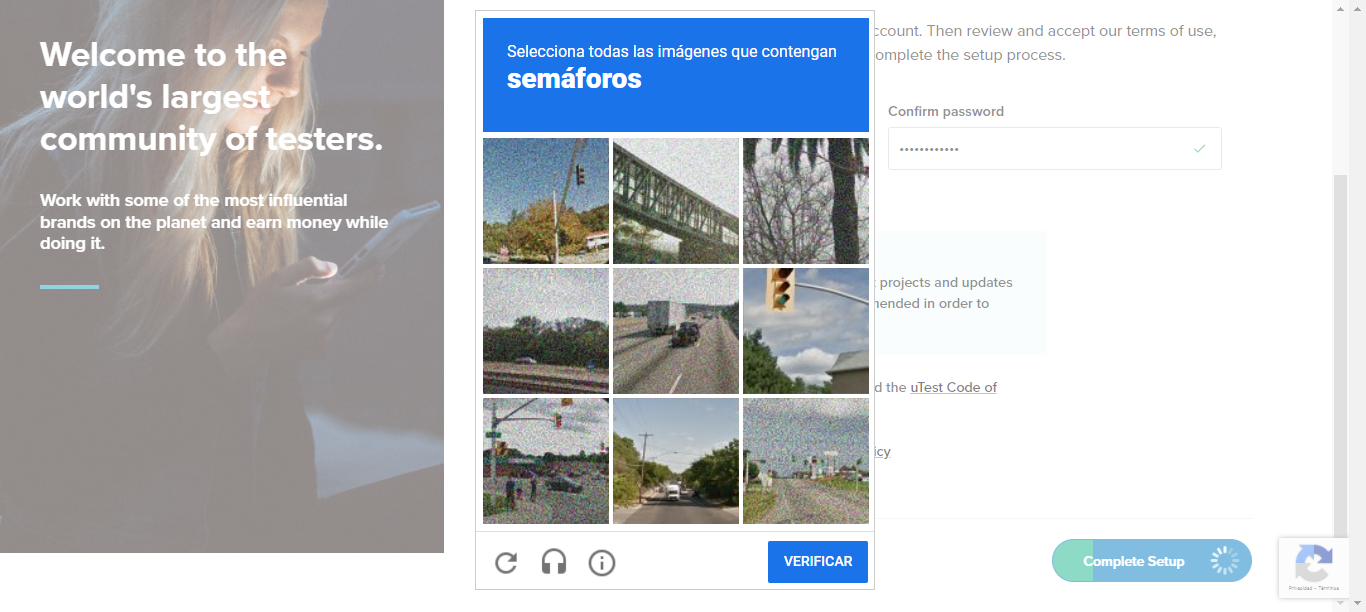 Welcome to the
world's largest
community of testers.
Work with some of the most influential
brands on the planet and earn money while
doing it.
Selecciona todas las imágenes que contengan
semáforos
VERIFICAR
ccount. Then review and accept our terms of use,
omplete the setup process.
Confirm password
••••••••••••
projects and updates
nended in order to
d the uTest Code of
icy
Complete Setup
Privacidad - Términos